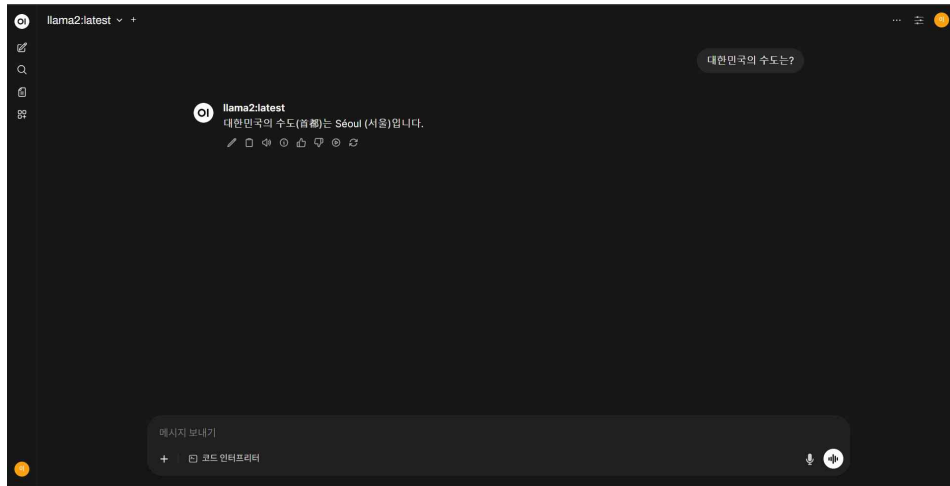 OI
llama2:latest
대한민국의 수도는?
OI
llama2:latest
대한민국의 수도(首都)는 Séoul (서울)입니다.
메시지 보내기
코드 인터프리터